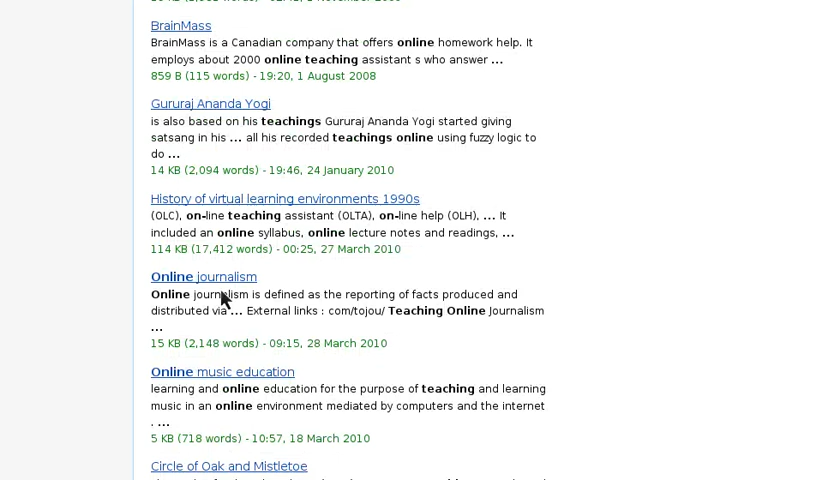 BrainMass
BrainMass is a Canadian company that offers online homework help. It
employs about 2000 online teaching assistant s who answer ...
859 B (115 words) - 19:20, 1 August 2008
Gururaj Ananda Yogi
is also based on his teachings Gururaj Ananda Yogi started giving
satsang in his ... all his recorded teachings online using fuzzy logic to
do ...
14 KB (2,094 words) - 19:46, 24 January 2010
History of virtual learning environments 1990s
(OLC), on-line teaching assistant (OLTA), on-line help (OLH), ... It
included an online syllabus, online lecture notes and readings, ...
114 KB (17,412 words) - 00:25, 27 March 2010
Online journalism
Online journalism is defined as the reporting of facts produced and
distributed via ... External links : com/tojou/ Teaching Online Journalism
...
15 KB (2,148 words) - 09:15, 28 March 2010
Online music education
learning and online education for the purpose of teaching and learning
music in an online environment mediated by computers and the internet
. ...
5 KB (718 words) - 10:57, 18 March 2010
Circle of Oak and Mistletoe